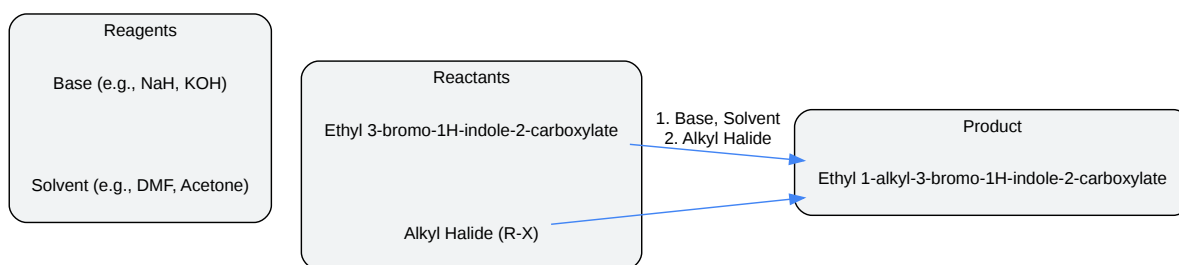 Reagents
Base (e.g., NaH, KOH)
Solvent (e.g., DMF, Acetone)
Reactants
Ethyl 3-bromo-1H-indole-2-carboxylate
Alkyl Halide (R-X)
1. Base, Solvent
2. Alkyl Halide
Product
Ethyl 1-alkyl-3-bromo-1H-indole-2-carboxylate